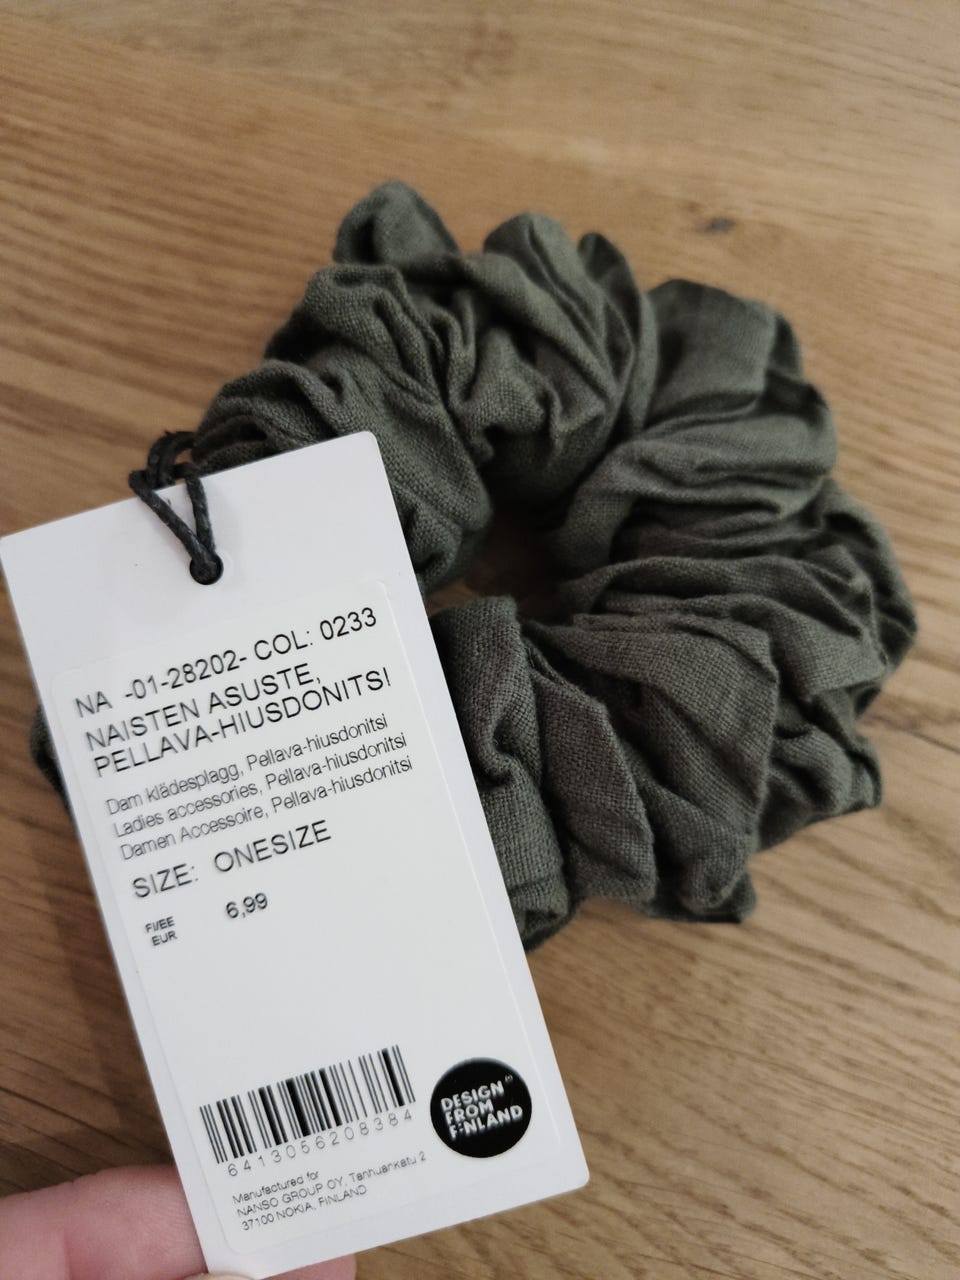 NA -01-28202- COL: 0233
NAISTEN ASUSTE,
PELLAVA-HIUSDONITSI
Dam klädesplagg, Pellava-hiusdonitsi
Ladies accessories, Pellava-hiusdonitsi
Damen Accessoire, Pellava-hiusdonitsi
SIZE: ONESIZE
FI/EE
EUR
6,99
6413056208384
DESIGN
FROM
FINLAND
Manufactured for
NANSO GROUP OY, Tanhuankatu 2
37100 NOKIA, FINLAND